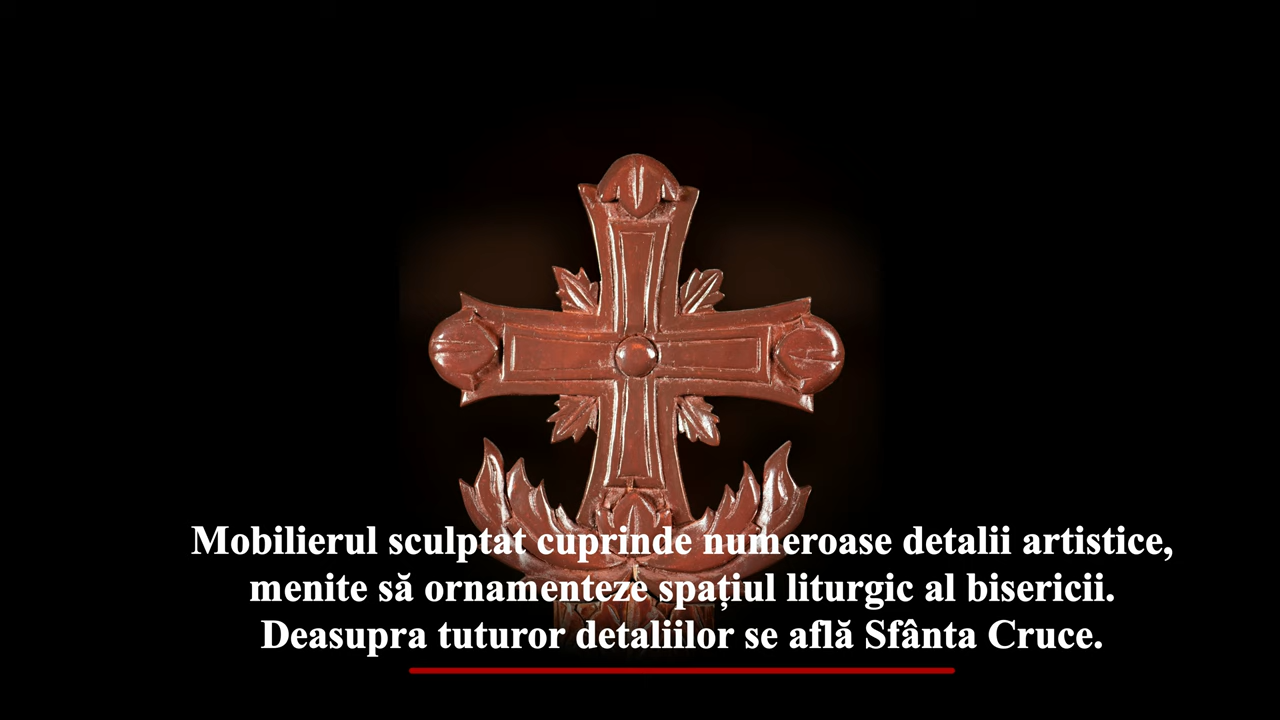 Mobilierul sculptat cuprinde numeroase detalii artistice,
menite să ornamenteze spațiul liturgic al bisericii.
Deasupra tuturor detaliilor se află Sfânta Cruce.